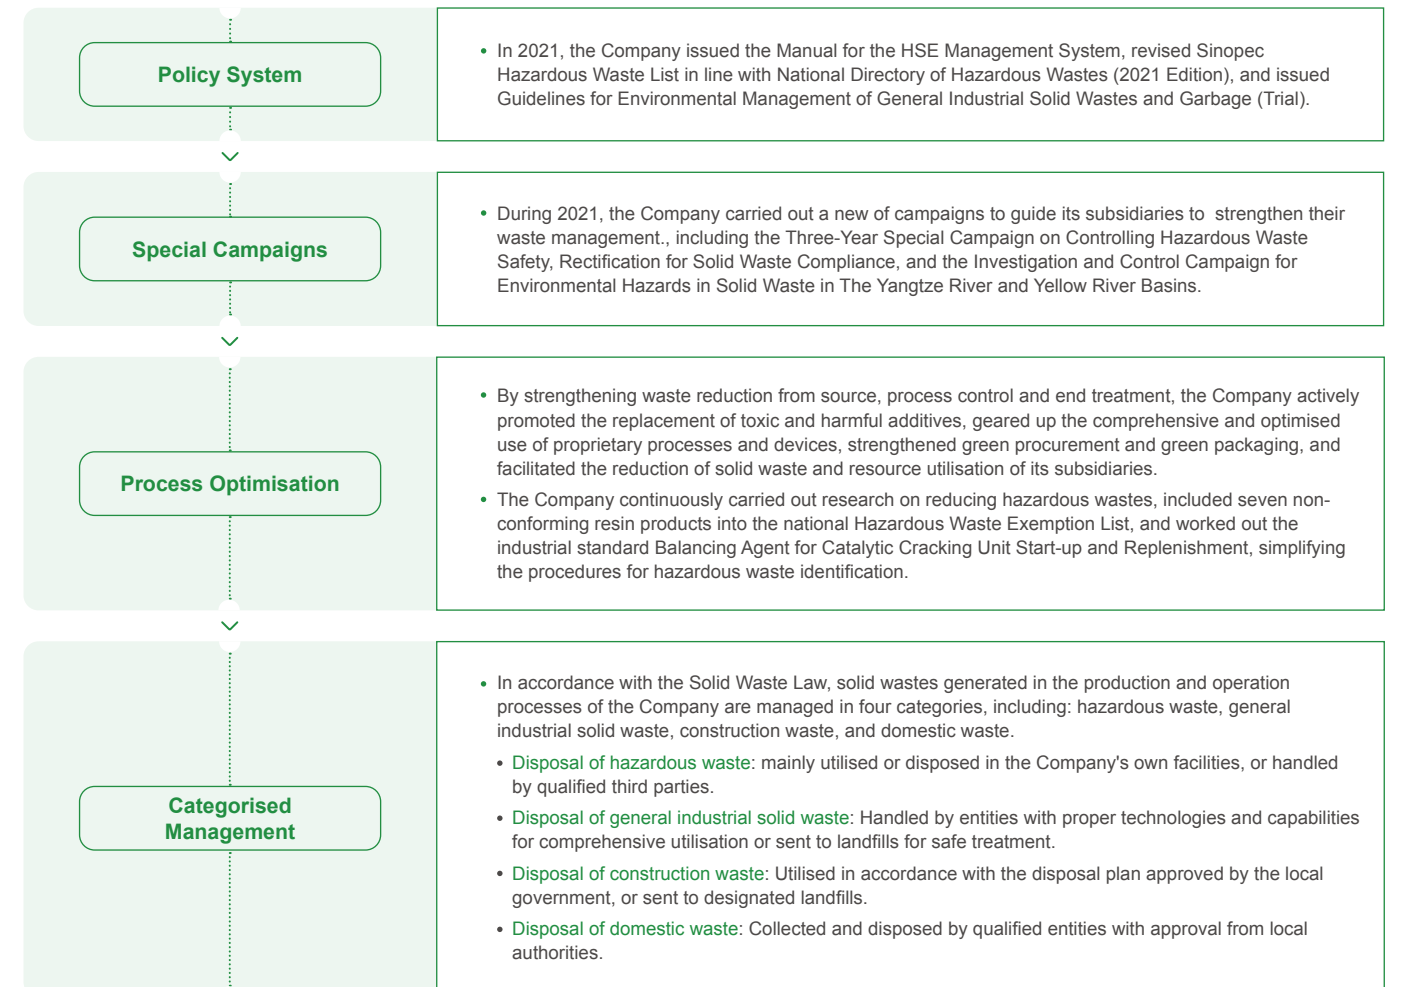 Policy System
• In 2021, the Company issued the Manual for the HSE Management System, revised Sinopec
Hazardous Waste List in line with National Directory of Hazardous Wastes (2021 Edition), and issued
Guidelines for Environmental Management of General Industrial Solid Wastes and Garbage (Trial).
Special Campaigns
• During 2021, the Company carried out a new of campaigns to guide its subsidiaries to  strengthen their
waste management., including the Three-Year Special Campaign on Controlling Hazardous Waste
Safety, Rectification for Solid Waste Compliance, and the Investigation and Control Campaign for
Environmental Hazards in Solid Waste in The Yangtze River and Yellow River Basins.
Process Optimisation
• By strengthening waste reduction from source, process control and end treatment, the Company actively
promoted the replacement of toxic and harmful additives, geared up the comprehensive and optimised
use of proprietary processes and devices, strengthened green procurement and green packaging, and
facilitated the reduction of solid waste and resource utilisation of its subsidiaries.
• The Company continuously carried out research on reducing hazardous wastes, included seven non-
conforming resin products into the national Hazardous Waste Exemption List, and worked out the
industrial standard Balancing Agent for Catalytic Cracking Unit Start-up and Replenishment, simplifying
the procedures for hazardous waste identification.
Categorised
Management
• In accordance with the Solid Waste Law, solid wastes generated in the production and operation
processes of the Company are managed in four categories, including: hazardous waste, general
industrial solid waste, construction waste, and domestic waste.
• Disposal of hazardous waste: mainly utilised or disposed in the Company's own facilities, or handled
by qualified third parties.
• Disposal of general industrial solid waste: Handled by entities with proper technologies and capabilities
for comprehensive utilisation or sent to landfills for safe treatment.
• Disposal of construction waste: Utilised in accordance with the disposal plan approved by the local
government, or sent to designated landfills.
• Disposal of domestic waste: Collected and disposed by qualified entities with approval from local
authorities.